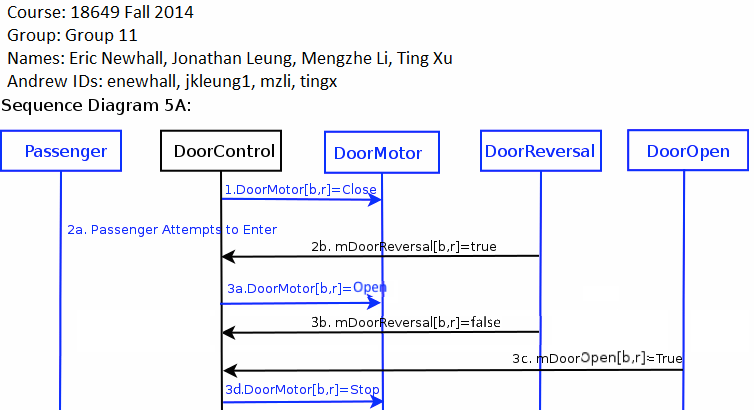 Course: 18649 Fall 2014
Group: Group 11
Names: Eric Newhall, Jonathan Leung, Mengzhe Li, Ting Xu
Andrew IDs: enewhall, jkleung1, mzli, tingx
Sequence Diagram 5A:
Passenger DoorControl DoorMotor DoorReversal DoorOpen
1.DoorMotor[b,r]=Close
2a. Passenger Attempts to Enter
2b. mDoorReversal[b,r]=true
3a.DoorMotor[b,r]=Open
3b. mDoorReversal[b,r]=false
3c. mDoorOpen[b,r]=True
3d.DoorMotor[b,r]=Stop